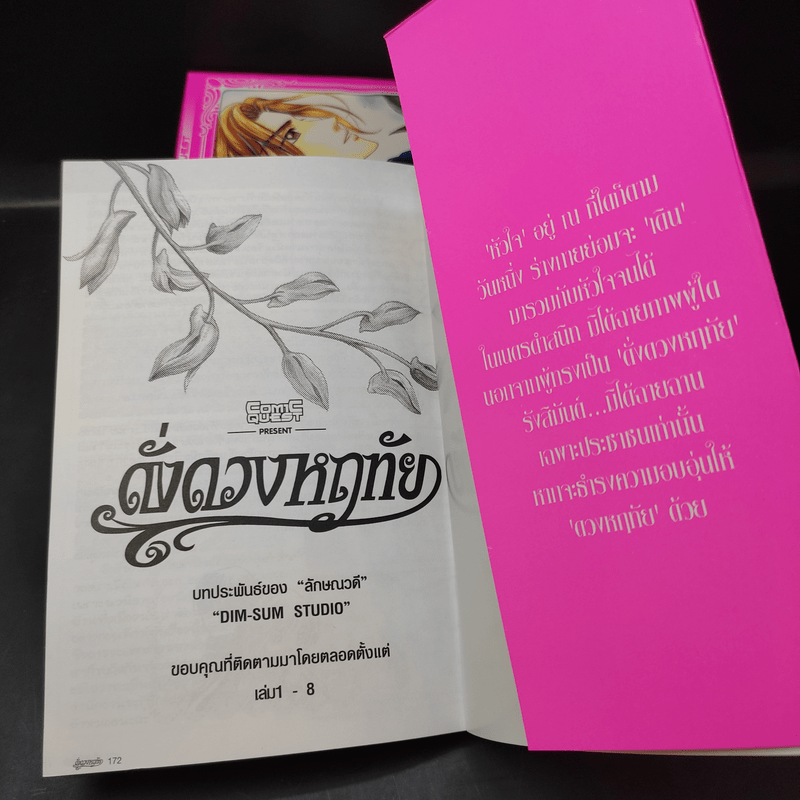 COMIC QUEST
PRESENT
ดั่งดวงหฤทัย
บทประพันธ์ของ “ลักษณวดี”
“DIM-SUM STUDIO”
ขอบคุณที่ติดตามมาโดยตลอดตั้งแต่
เล่ม1 - 8
ดั่งดวงหฤทัย 172
'หัวใจ' อยู่ ณ ที่ใดก็ตาม
วันหนึ่ง ร่างกายย่อมจะ 'เดิน'
มารวมกับหัวใจจนได้
ในเนตรดำสนิท มิได้ฉายภาพผู้ใด
นอกจากผู้ทรงเป็น 'ดั่งดวงหฤทัย'
รังสิมันต์...มิได้ฉายฉาน
เฉพาะประชาชนเท่านั้น
หากจะธำรงความอบอุ่นให้
'ดวงหฤทัย' ด้วย